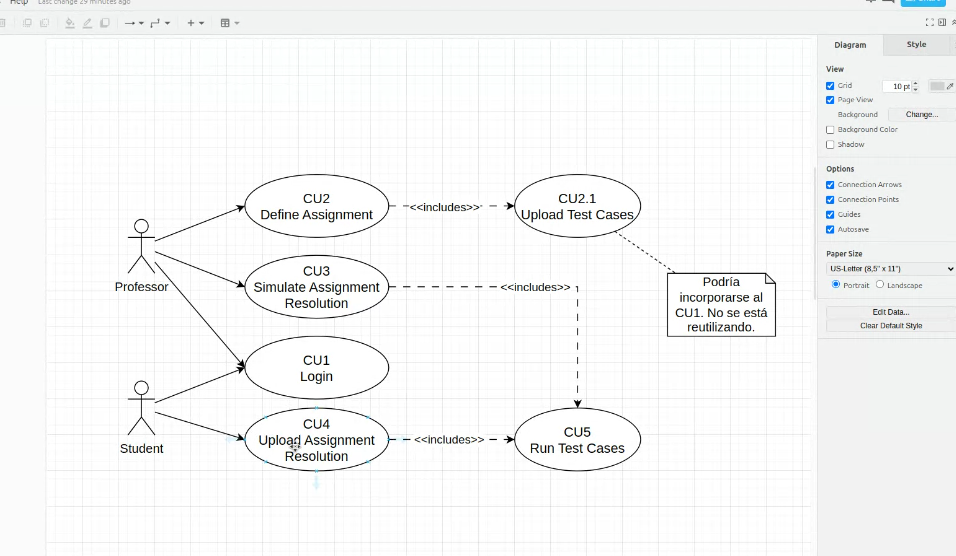 Help
Last change 29 minutes ago
Diagram
Style
View
Grid
10 pt
Page View
Background
Change...
Background Color
Shadow
Options
Connection Arrows
Connection Points
Guides
Autosave
Paper Size
US-Letter (8,5" x 11")
Portrait
Landscape
Edit Data...
Clear Default Style
CU2
Define Assignment
<<includes>>
CU2.1
Upload Test Cases
Professor
CU3
Simulate Assignment
Resolution
<<includes>>
Podría
incorporarse al
CU1. No se está
reutilizando.
CU1
Login
Student
CU4
Upload Assignment
Resolution
<<includes>>
CU5
Run Test Cases